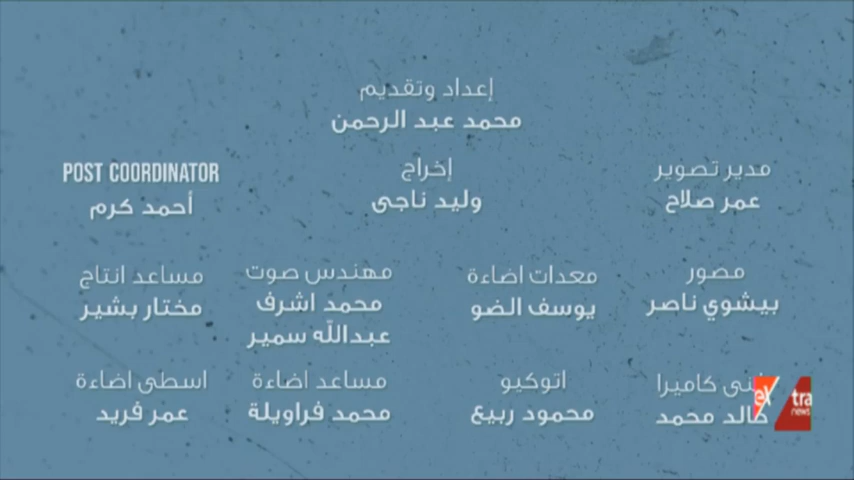 إعداد وتقديم
محمد عبد الرحمن
مدير تصوير
عمر صلاح
إخراج
وليد ناجى
POST COORDINATOR
أحمد كرم
مصور
بيشوي ناصر
معدات اضاءة
يوسف الضو
مهندس صوت
محمد اشرف
عبدالله سمير
مساعد انتاج
مختار بشير
كاميرا
محمد
اتوكيو
محمود ربيع
مساعد اضاءة
محمد فراويلة
اسطى اضاءة
عمر فريد
extra
news